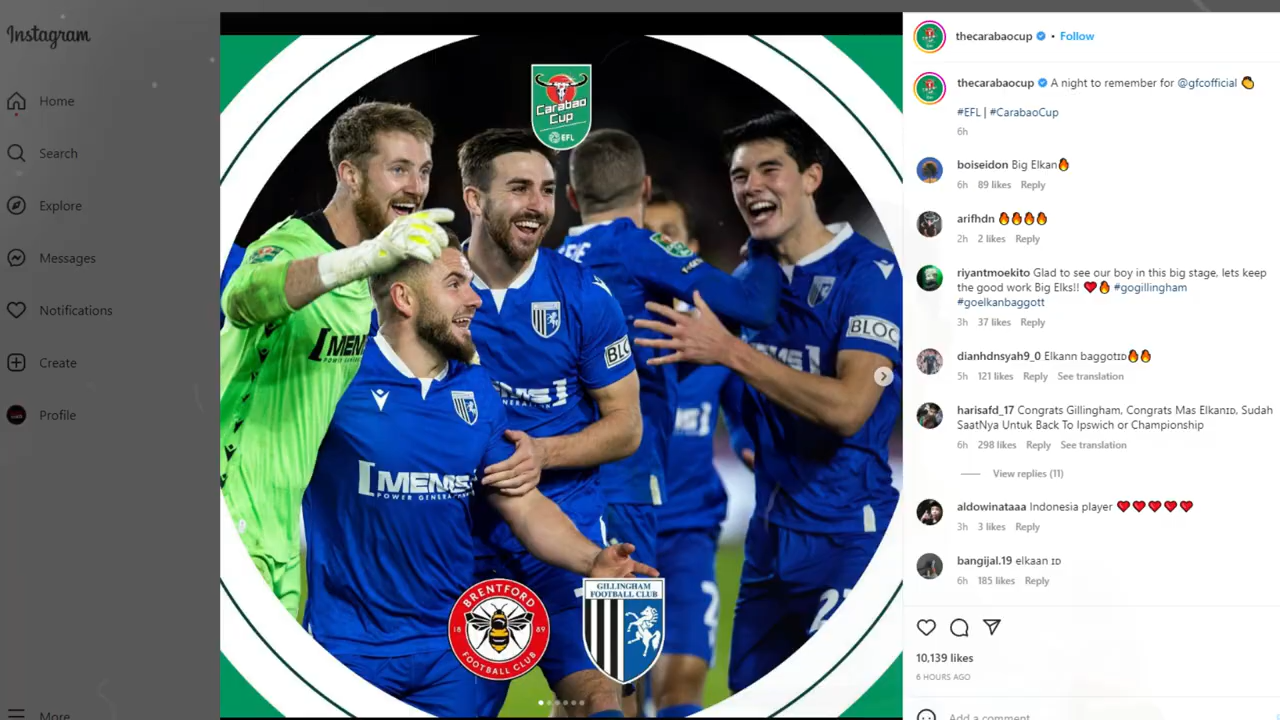 Instagram
Home
Search
Explore
Messages
Notifications
Create
Profile
More
Carabao
Cup
EFL
[MEMS
POWER GENERA
BLOC
BLOC
BRENTFORD
18 89
FOOTBALL CLUB
GILLINGHAM
FOOTBALL CLUB
thecarabaocup • Follow
thecarabaocup A night to remember for @gfcofficial 👏
#EFL | #CarabaoCup
6h
boiseidon Big Elkan🔥
6h 89 likes Reply
arifhdn 🔥🔥🔥🔥
2h 2 likes Reply
riyantmoekito Glad to see our boy in this big stage, lets keep
the good work Big Elks!! ❤️🔥 #gogillingham
#goelkanbaggott
3h 37 likes Reply
dianhdnsyah9_0 Elkann baggot🇮🇩🔥🔥
5h 121 likes Reply See translation
harisafd_17 Congrats Gillingham, Congrats Mas Elkan🇮🇩, Sudah
SaatNya Untuk Back To Ipswich or Championship
6h 298 likes Reply See translation
View replies (11)
aldowinataaa Indonesia player ❤️❤️❤️❤️❤️
3h 3 likes Reply
bangijal.19 elkaan 🇮🇩
6h 185 likes Reply
10,139 likes
6 HOURS AGO
Add a comment